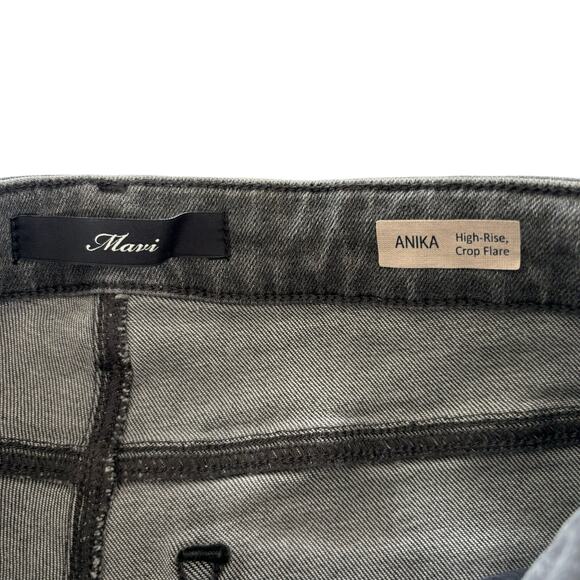 Mavi
ANIKA
High-Rise,
Crop Flare